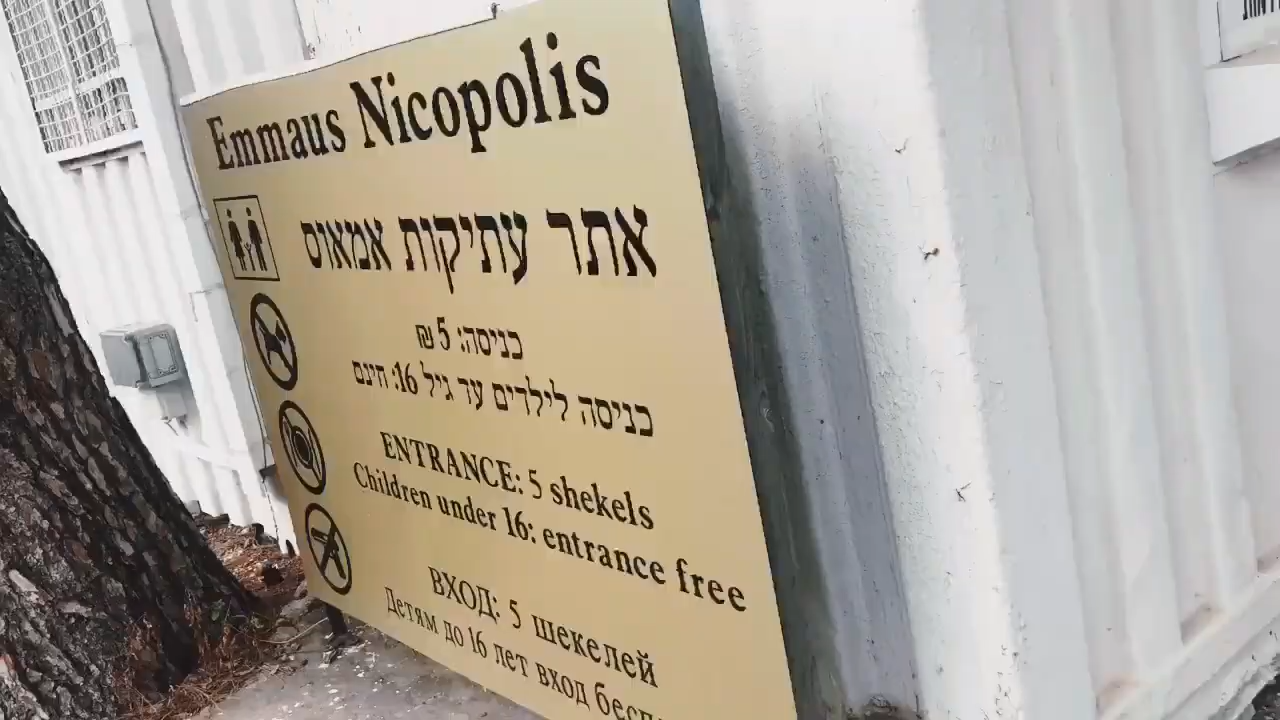 Emmaus Nicopolis
אתר עתיקות אמאוס
כניסה: 5 ₪
כניסה לילדים עד גיל 16: חינם
ENTRANCE: 5 shekels
Children under 16: entrance free
ВХОД: 5 шекелей
Детям до 16 лет вход